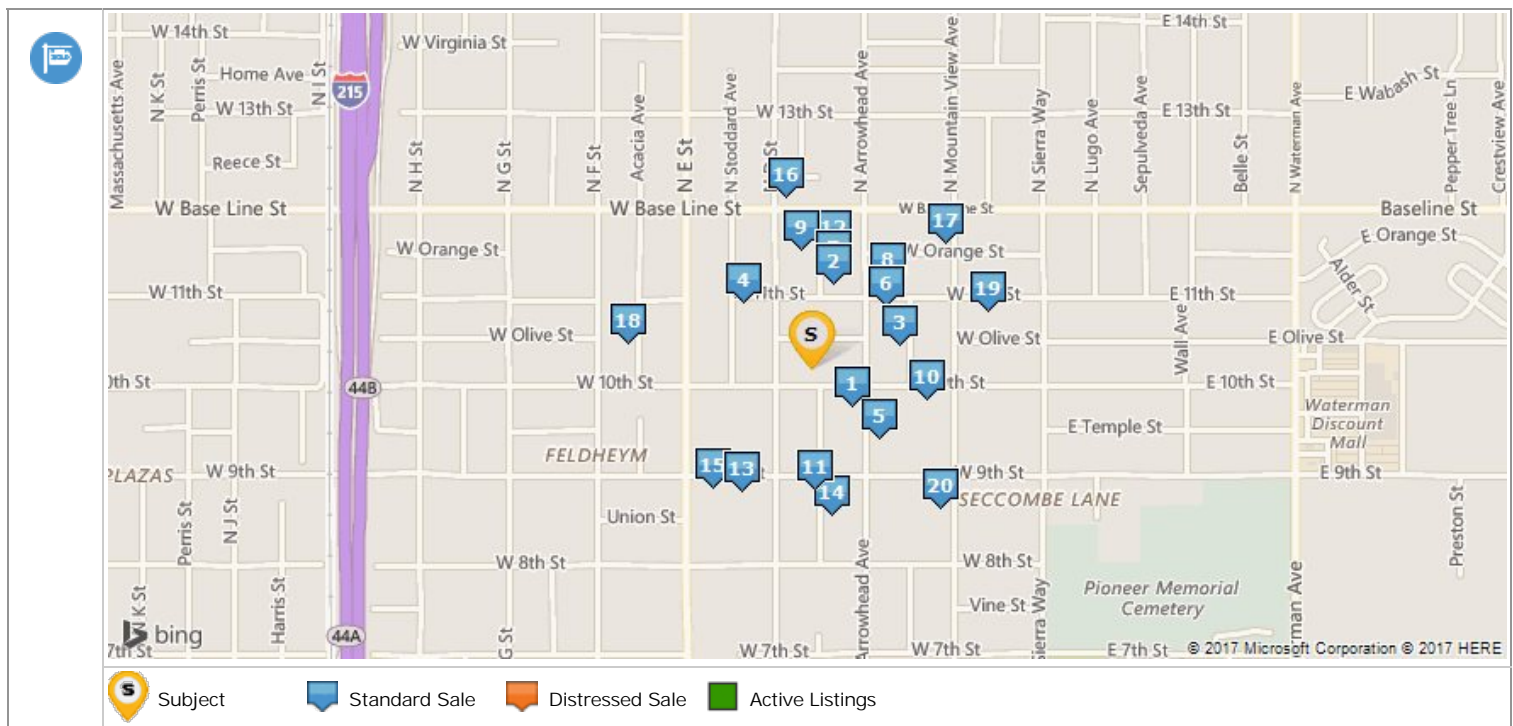 W 14th St
E 14th St
W Virginia St
Massachusetts Ave
N K St
Perris St
Home Ave
N I St
215
W 13th St
Reece St
N H St
N G St
N F St
Acacia Ave
N E St
N Stoddard Ave
W 13th St
N Arrowhead Ave
N Mountain View Ave
N Sierra Way
N Lugo Ave
Sepulveda Ave
E 13th St
Belle St
N Waterman Ave
E Wabash St
Pepper Tree Ln
Crestview Ave
16
W Base Line St
W Base Line St
Baseline St
9
12
17
E Orange St
W Orange St
2
8
W Orange St
Alder St
4
6
19
W 11th St
11th St
E 11th St
18
3
W Olive St
S
W Olive St
Wall Ave
E Olive St
W 10th St
44B
1
10
E 10th St
Waterman
Discount
Mall
5
E Temple St
FELDHEYM
PLAZAS
W 9th St
15
13
11
14
20
W 9th St
SECCOMBE LANE
E 9th St
Perris St
N J St
Union St
Preston St
W 8th St
W 8th St
Harris St
N K St
Arrowhead Ave
Vine St
Pioneer Memorial
Cemetery
44A
bing
G St
W 7th St
W 7th St
E 7th St
© 2017 Microsoft Corporation © 2017 HERE
S Subject Standard Sale Distressed Sale Active Listings